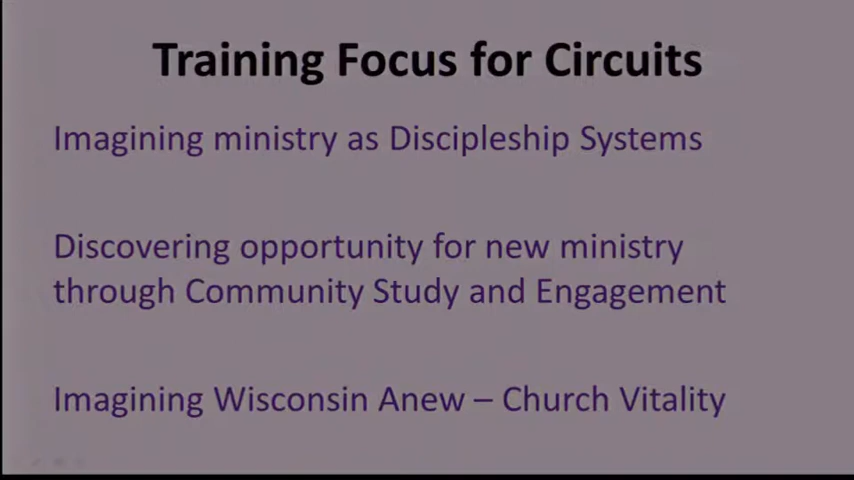 Training Focus for Circuits
Imagining ministry as Discipleship Systems
Discovering opportunity for new ministry
through Community Study and Engagement
Imagining Wisconsin Anew – Church Vitality